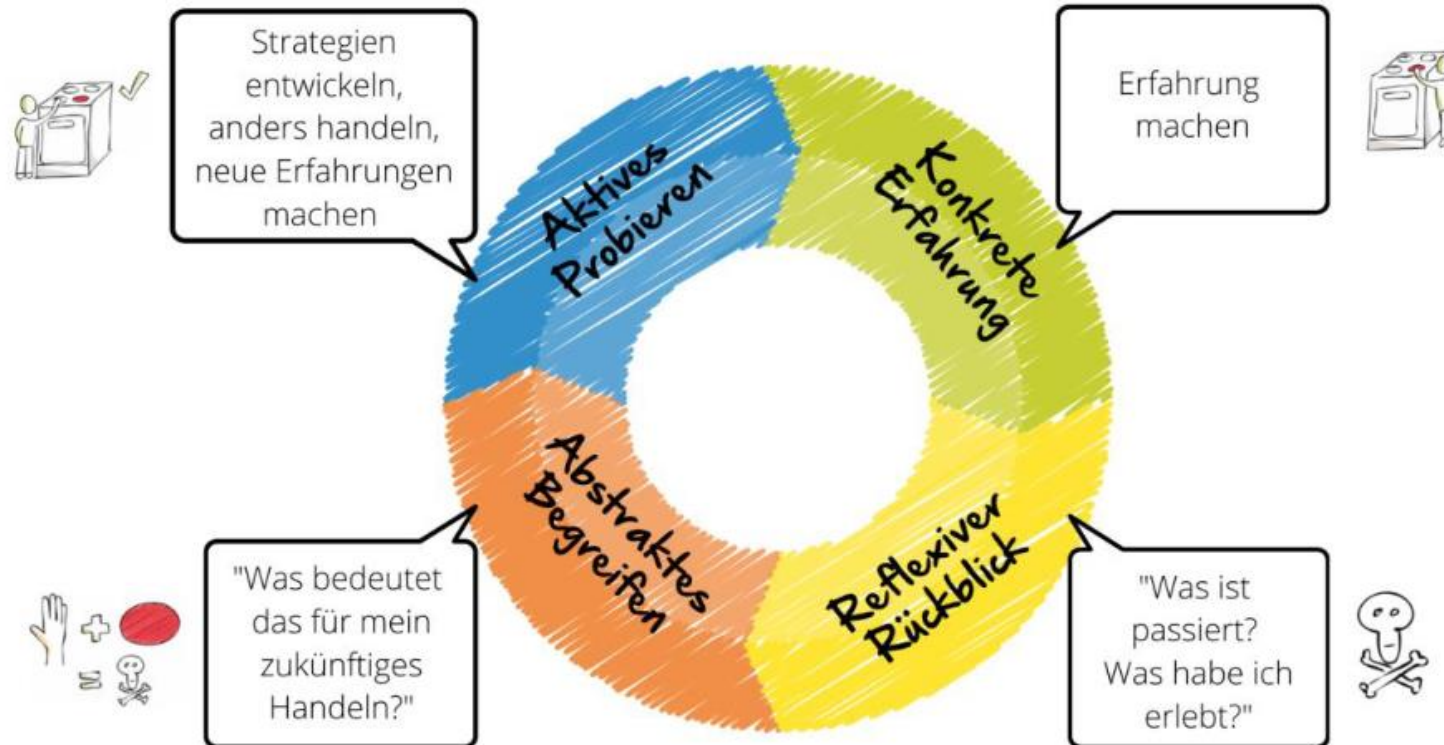 Strategien
entwickeln,
anders handeln,
neue Erfahrungen
machen
Erfahrung
machen
Aktives
Probieren
Konkrete
Erfahrung
Abstraktes
Begreifen
Reflexiver
Rückblick
"Was bedeutet
das für mein
zukünftiges
Handeln?"
"Was ist
passiert?
Was habe ich
erlebt?"